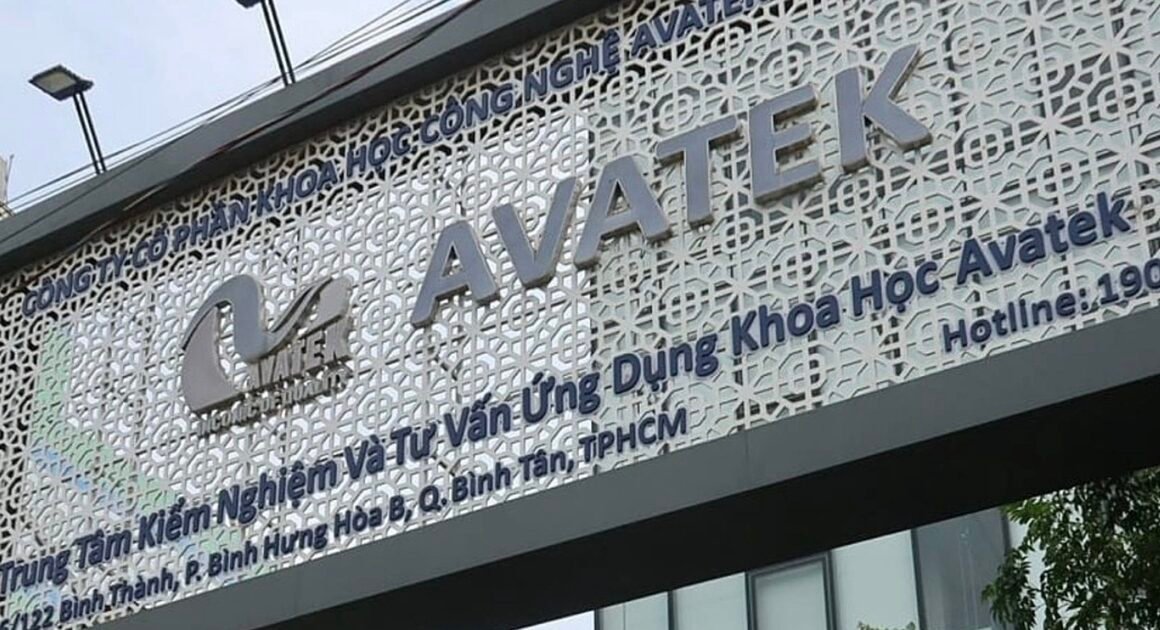 CÔNG TY CỔ PHẦN KHOA HỌC CÔNG NGHỆ AVATEK
AVATEK
AVATEK
Trung Tâm Kiểm Nghiệm Và Tư Vấn Ứng Dụng Khoa Học Avatek
6/122 Bình Thành, P. Bình Hưng Hòa B, Q. Bình Tân, TPHCM
Hotline: 190